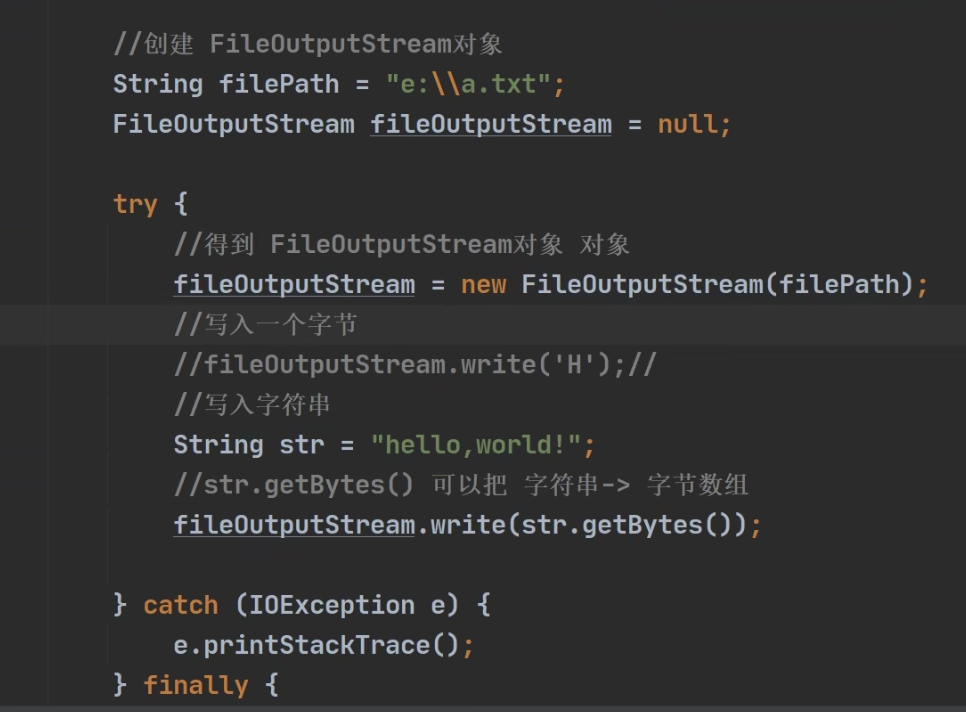 //创建 FileOutputStream对象
String filePath = "e:\\a.txt";
FileOutputStream fileOutputStream = null;
try {
//得到 FileOutputStream对象 对象
fileOutputStream = new FileOutputStream(filePath);
//写入一个字节
//fileOutputStream.write('H');//
//写入字符串
String str = "hello,world!";
//str.getBytes() 可以把 字符串-> 字节数组
fileOutputStream.write(str.getBytes());
} catch (IOException e) {
e.printStackTrace();
} finally {